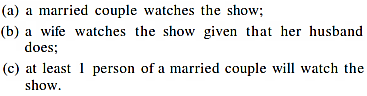 (a) a married couple watches the show;
(b) a wife watches the show given that her husband
does;
(c) at least 1 person of a married couple will watch the
show.